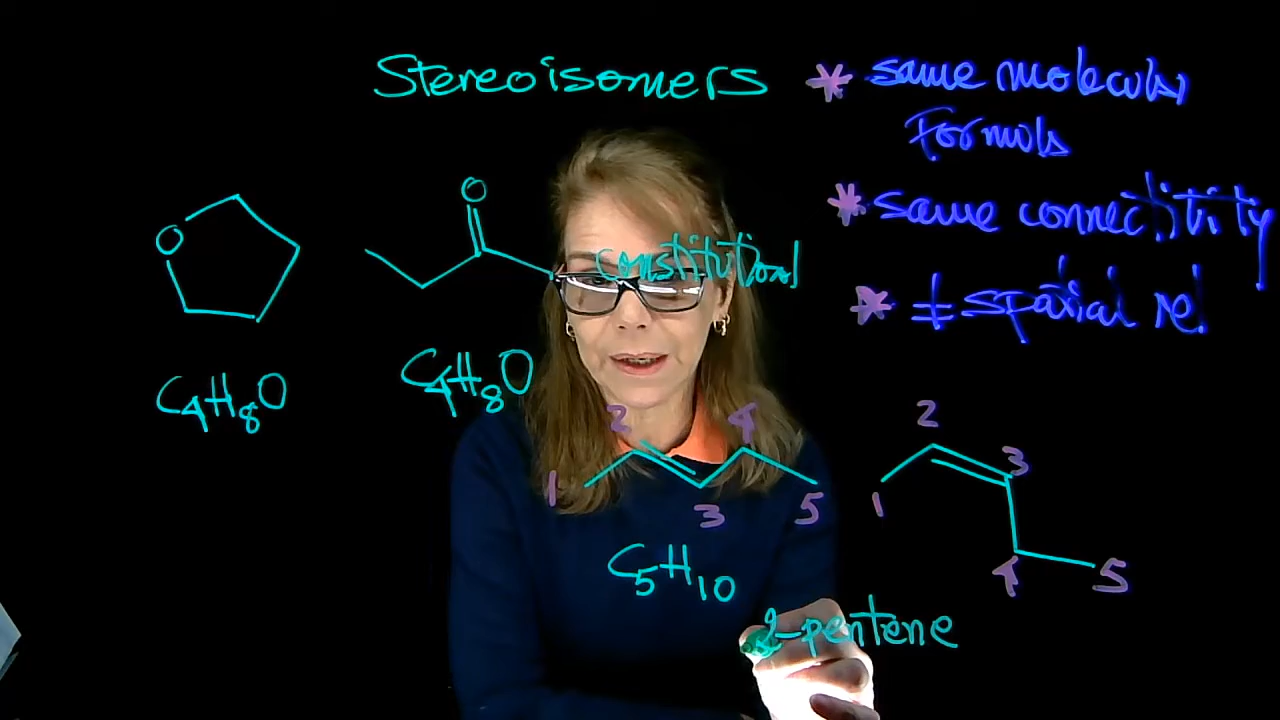 Stereoisomers
* same molecular
Formula
* same connectitity
* ≠ spatial rel
O
O
constitutional
C4H8O
C4H8O
1 2 3 4 5
C5H10
1 2 3 4 5
2-pentene